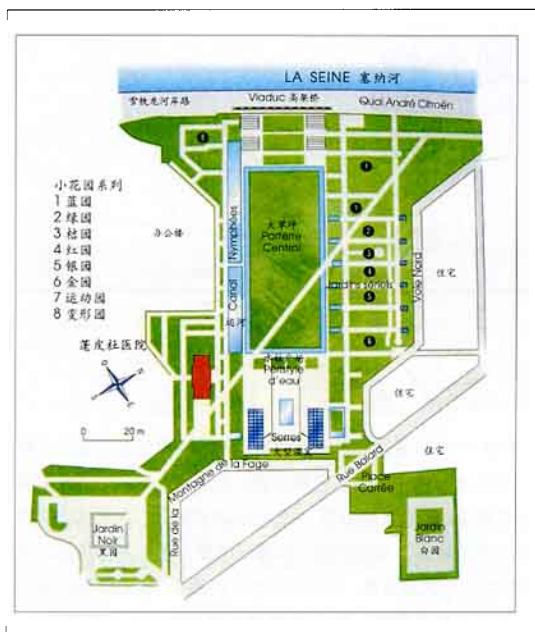 LA SEINE 塞纳河
雪铁龙河岸路
Viaduc 高架桥
Quai André Citroën
小花园系列
1 蓝园
2 绿园
3 桔园
4 红园
5 银园
6 金园
7 运动园
8 变形园
办公楼
Nymphées
大草坪
Parterre
Central
Jardins sériels
Voie Nord
住宅
Canal
运河
蓬皮杜医院
Péristyle
d'eau
0 20 m
Serres
大型温室
住宅
住宅
Rue Balard
Place
Carrée
Rue de la Montagne de la Fage
Jardin
Noir
黑园
Jardin
Blanc
白园